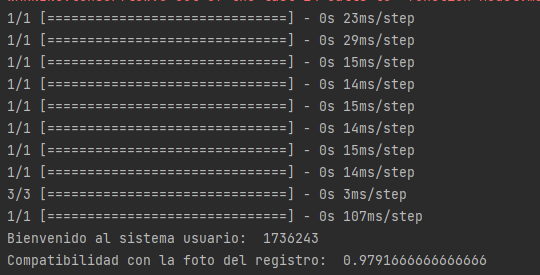 1/1 [==============================] - 0s 23ms/step
1/1 [==============================] - 0s 29ms/step
1/1 [==============================] - 0s 15ms/step
1/1 [==============================] - 0s 14ms/step
1/1 [==============================] - 0s 15ms/step
1/1 [==============================] - 0s 14ms/step
1/1 [==============================] - 0s 15ms/step
1/1 [==============================] - 0s 14ms/step
3/3 [==============================] - 0s 3ms/step
1/1 [==============================] - 0s 107ms/step
Bienvenido al sistema usuario:  1736243
Compatibilidad con la foto del registro:  0.9791666666666666